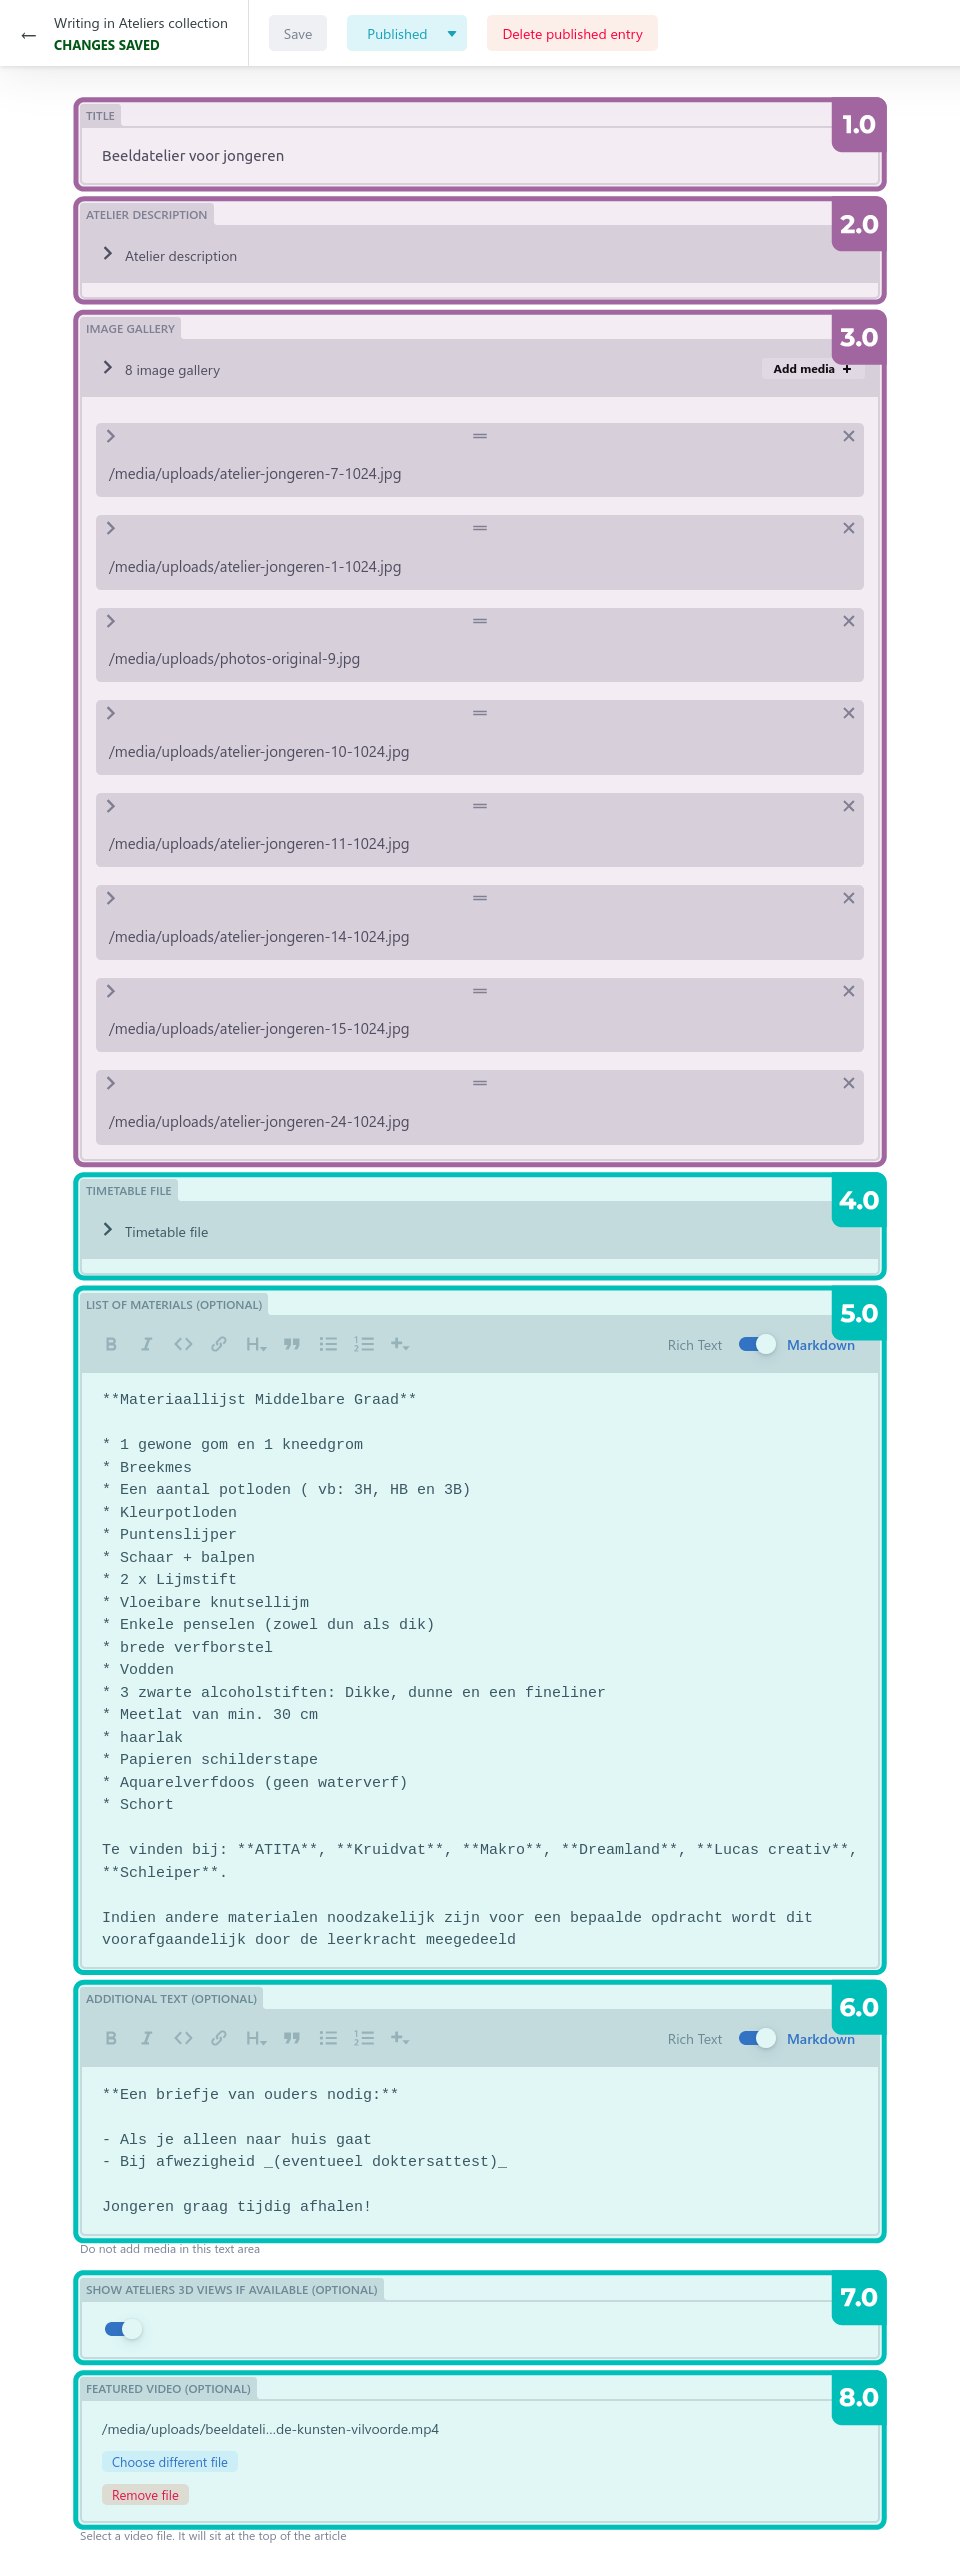 Writing in Ateliers collection
CHANGES SAVED
Save
Published
Delete published entry
TITLE
1.0
Beeldatelier voor jongeren
ATELIER DESCRIPTION
2.0
Atelier description
IMAGE GALLERY
3.0
8 image gallery
Add media +
/media/uploads/atelier-jongeren-7-1024.jpg
/media/uploads/atelier-jongeren-1-1024.jpg
/media/uploads/photos-original-9.jpg
/media/uploads/atelier-jongeren-10-1024.jpg
/media/uploads/atelier-jongeren-11-1024.jpg
/media/uploads/atelier-jongeren-14-1024.jpg
/media/uploads/atelier-jongeren-15-1024.jpg
/media/uploads/atelier-jongeren-24-1024.jpg
TIMETABLE FILE
4.0
Timetable file
LIST OF MATERIALS (OPTIONAL)
5.0
Rich Text Markdown
**Materiaallijst Middelbare Graad**
* 1 gewone gom en 1 kneedgrom
* Breekmes
* Een aantal potloden ( vb: 3H, HB en 3B)
* Kleurpotloden
* Puntenslijper
* Schaar + balpen
* 2 x Lijmstift
* Vloeibare knutsellijm
* Enkele penselen (zowel dun als dik)
* brede verfborstel
* Vodden
* 3 zwarte alcoholstiften: Dikke, dunne en een fineliner
* Meetlat van min. 30 cm
* haarlak
* Papieren schilderstape
* Aquarelverfdoos (geen waterverf)
* Schort
Te vinden bij: **ATITA**, **Kruidvat**, **Makro**, **Dreamland**, **Lucas creativ**,
**Schleiper**.
Indien andere materialen noodzakelijk zijn voor een bepaalde opdracht wordt dit
voorafgaandelijk door de leerkracht meegedeeld
ADDITIONAL TEXT (OPTIONAL)
6.0
Rich Text Markdown
**Een briefje van ouders nodig:**
- Als je alleen naar huis gaat
- Bij afwezigheid _(eventueel doktersattest)_
Jongeren graag tijdig afhalen!
Do not add media in this text area
SHOW ATELIERS 3D VIEWS IF AVAILABLE (OPTIONAL)
7.0
FEATURED VIDEO (OPTIONAL)
8.0
/media/uploads/beeldateli…de-kunsten-vilvoorde.mp4
Choose different file
Remove file
Select a video file. It will sit at the top of the article